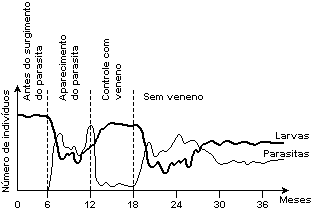 Antes do surgimento
do parasita
Aparecimento
do parasita
Controle com
veneno
Sem veneno
Número de indivíduos
Larvas
Parasitas
0 6 12 18 24 30 36 Meses